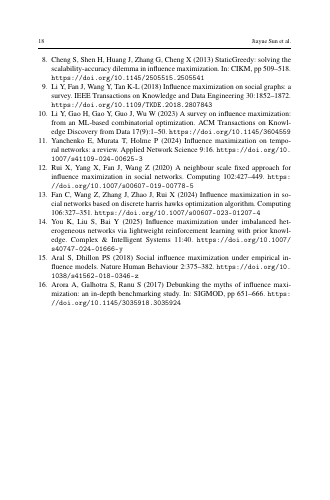 18 Jiayue Sun et al.
8. Cheng S, Shen H, Huang J, Zhang G, Cheng X (2013) StaticGreedy: solving the
scalability-accuracy dilemma in influence maximization. In: CIKM, pp 509–518.
https://doi.org/10.1145/2505515.2505541
9. Li Y, Fan J, Wang Y, Tan K-L (2018) Influence maximization on social graphs: a
survey. IEEE Transactions on Knowledge and Data Engineering 30:1852–1872.
https://doi.org/10.1109/TKDE.2018.2807843
10. Li Y, Gao H, Gao Y, Guo J, Wu W (2023) A survey on influence maximization:
from an ML-based combinatorial optimization. ACM Transactions on Knowl-
edge Discovery from Data 17(9):1–50. https://doi.org/10.1145/3604559
11. Yanchenko E, Murata T, Holme P (2024) Influence maximization on tempo-
ral networks: a review. Applied Network Science 9:16. https://doi.org/10.
1007/s41109-024-00625-3
12. Rui X, Yang X, Fan J, Wang Z (2020) A neighbour scale fixed approach for
influence maximization in social networks. Computing 102:427–449. https:
//doi.org/10.1007/s00607-019-00778-5
13. Fan C, Wang Z, Zhang J, Zhao J, Rui X (2024) Influence maximization in so-
cial networks based on discrete harris hawks optimization algorithm. Computing
106:327–351. https://doi.org/10.1007/s00607-023-01207-4
14. You K, Liu S, Bai Y (2025) Influence maximization under imbalanced het-
erogeneous networks via lightweight reinforcement learning with prior knowl-
edge. Complex & Intelligent Systems 11:40. https://doi.org/10.1007/
s40747-024-01666-y
15. Aral S, Dhillon PS (2018) Social influence maximization under empirical in-
fluence models. Nature Human Behaviour 2:375–382. https://doi.org/10.
1038/s41562-018-0346-z
16. Arora A, Galhotra S, Ranu S (2017) Debunking the myths of influence maxi-
mization: an in-depth benchmarking study. In: SIGMOD, pp 651–666. https:
//doi.org/10.1145/3035918.3035924